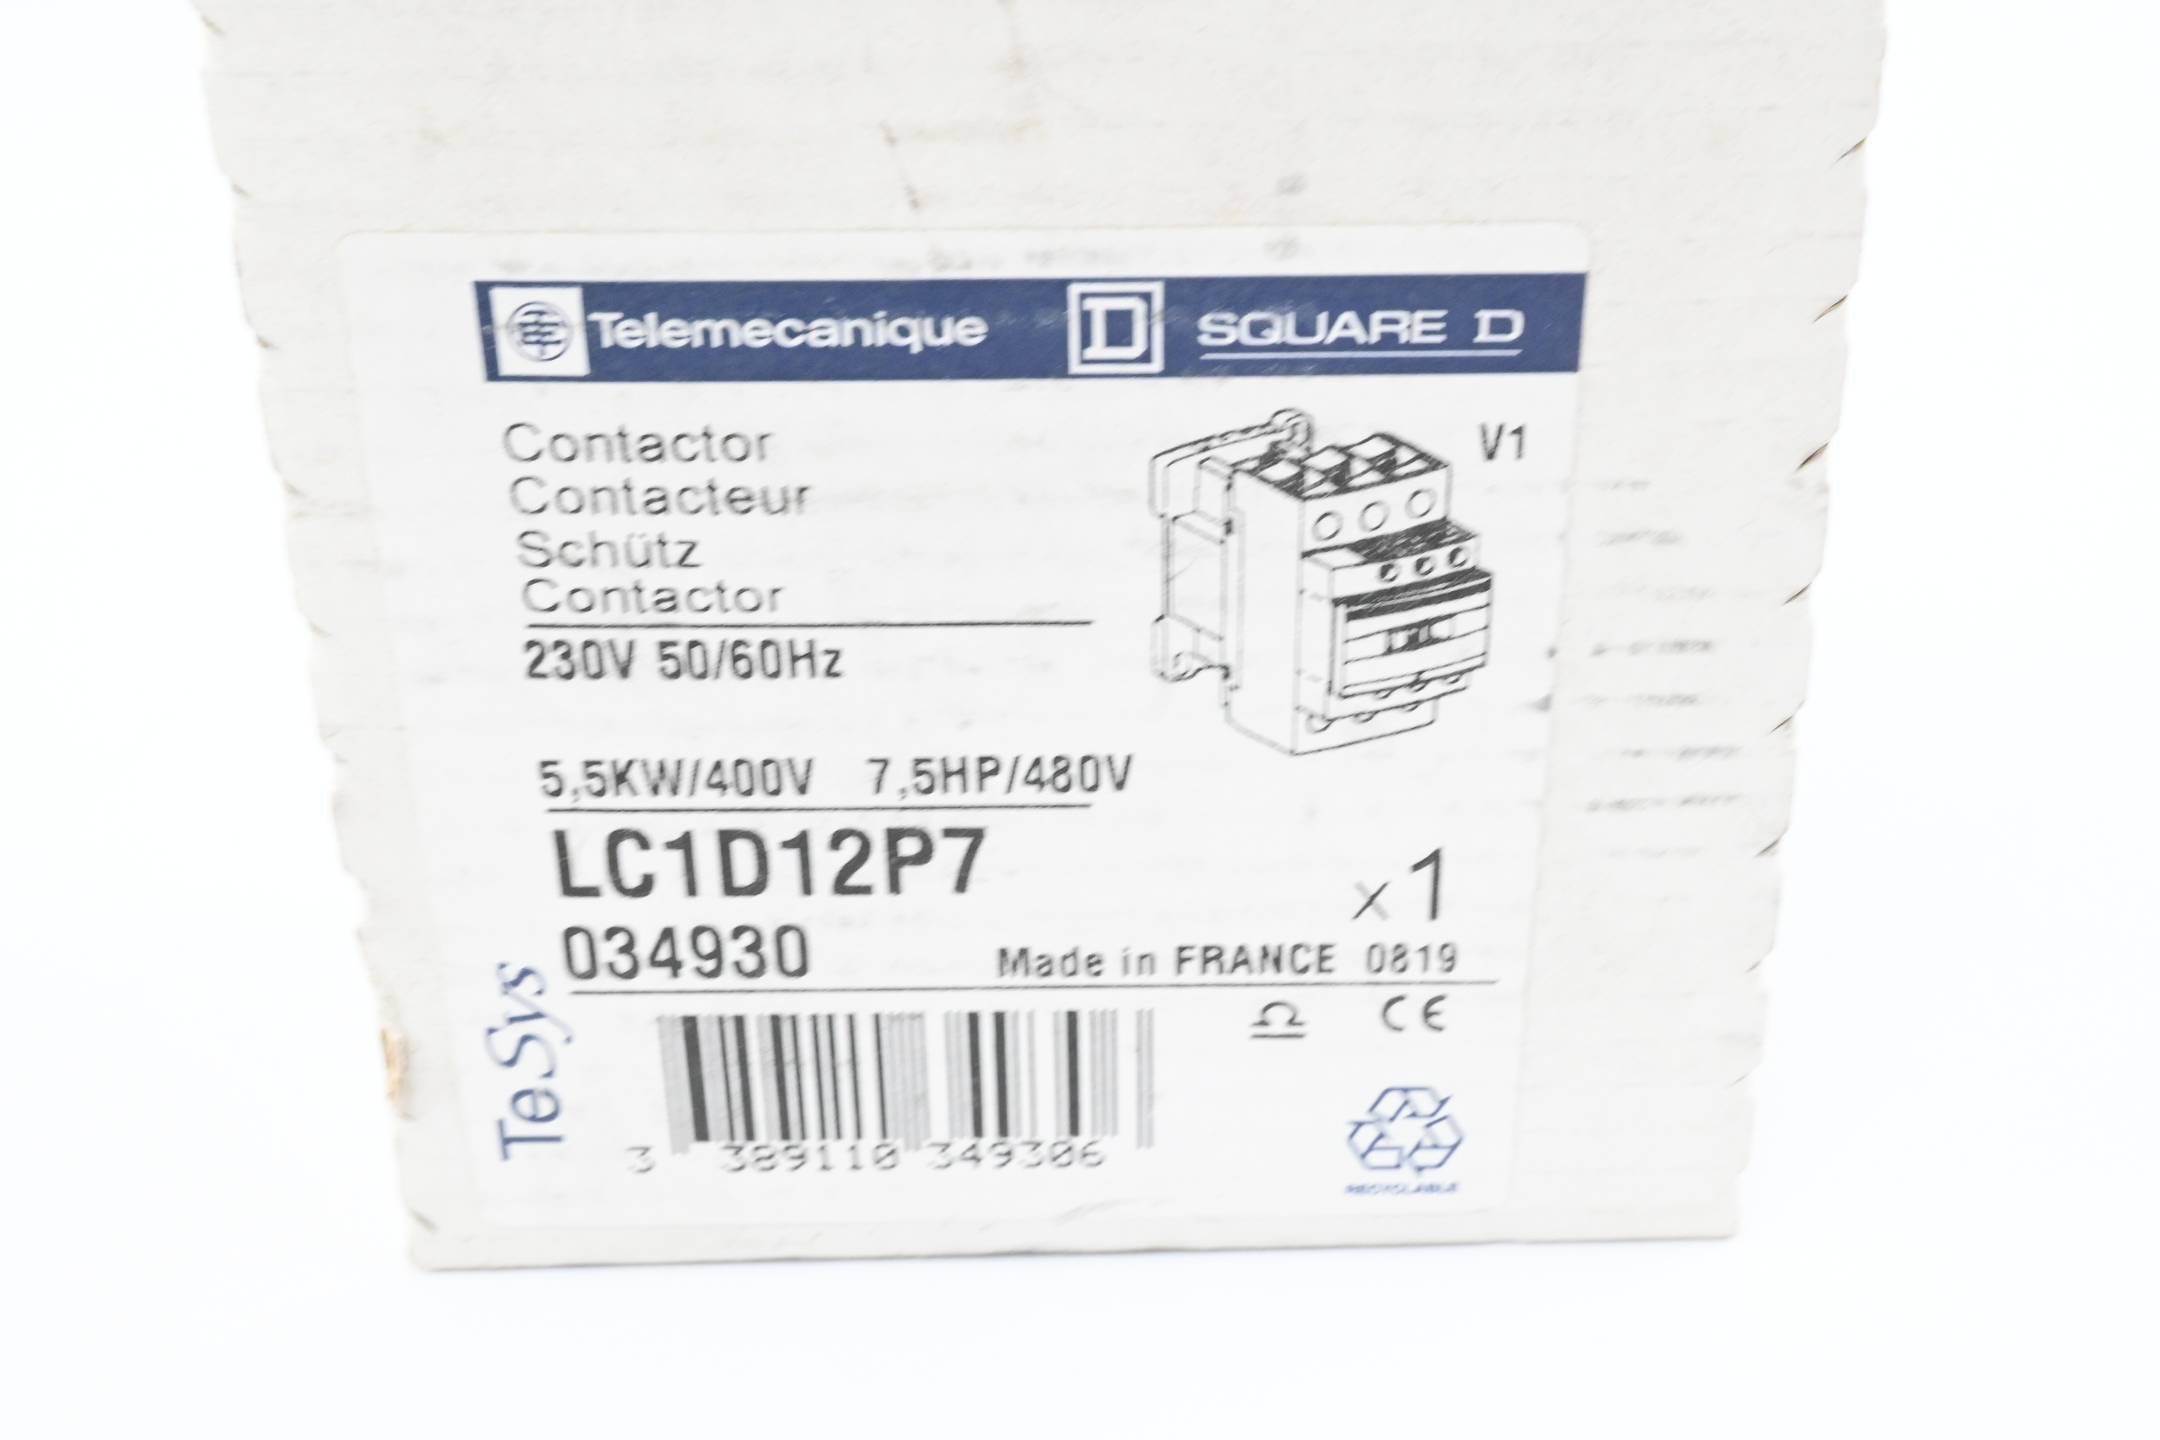 Telemecanique D SQUARE D
Contactor
V1
Contacteur
Schütz
Contactor
230V 50/60Hz
5,5KW/400V 7,5HP/480V
LC1D12P7
x1
034930
Made in FRANCE 0819
TeSys
CE
3 389110 349306
RECYCLABLE